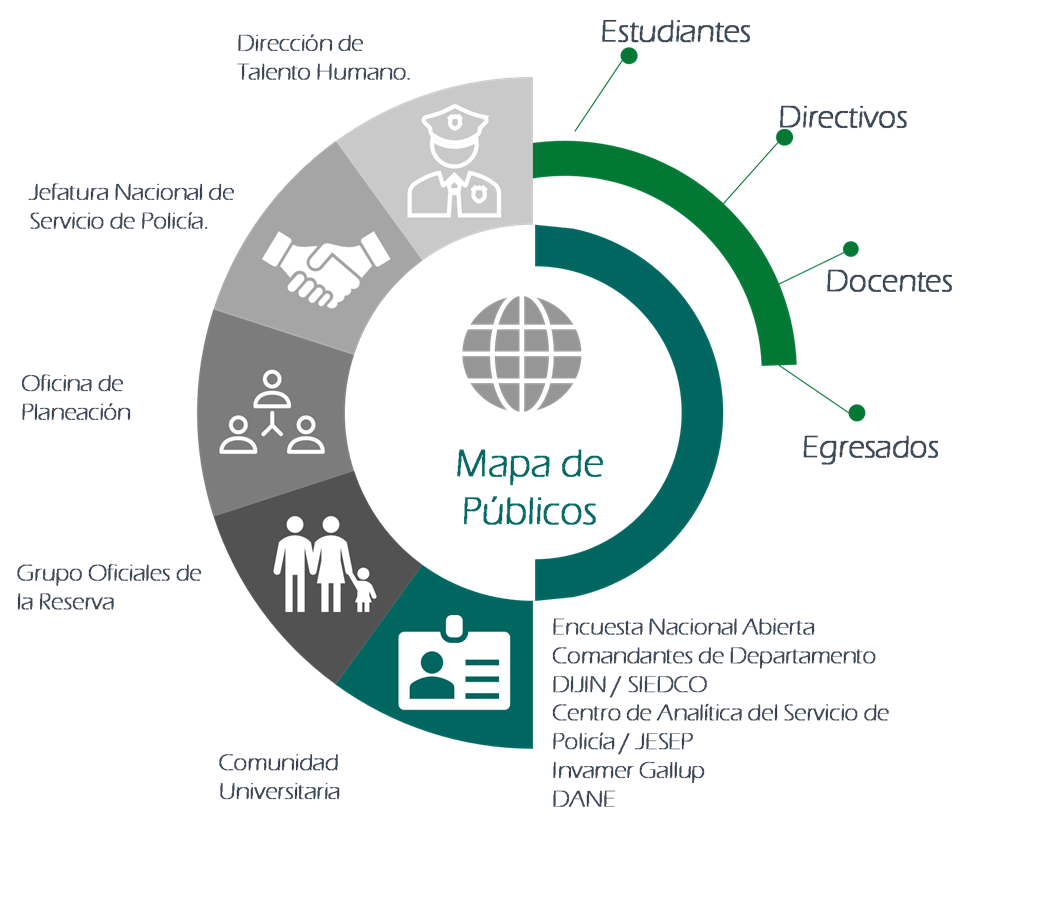 Dirección de
Talento Humano.
Estudiantes
Directivos
Jefatura Nacional de
Servicio de Policía.
Docentes
Oficina de
Planeación
Egresados
Mapa de
Públicos
Grupo Oficiales de
la Reserva
Encuesta Nacional Abierta
Comandantes de Departamento
DIJIN / SIEDCO
Centro de Analítica del Servicio de
Policía / JESEP
Invamer Gallup
DANE
Comunidad
Universitaria